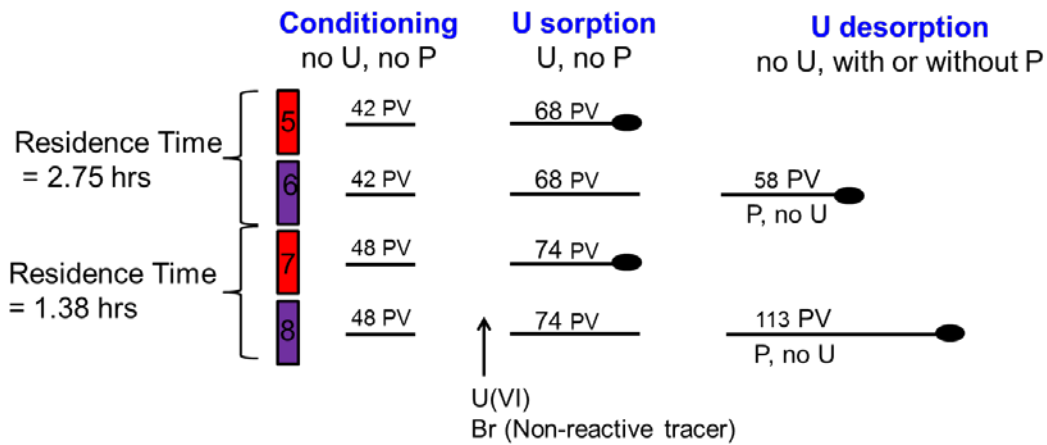 Conditioning
no U, no P
U sorption
U, no P
U desorption
no U, with or without P
Residence Time
= 2.75 hrs
5
42 PV
68 PV
6
42 PV
68 PV
58 PV
P, no U
Residence Time
= 1.38 hrs
7
48 PV
74 PV
8
48 PV
74 PV
113 PV
P, no U
U(VI)
Br (Non-reactive tracer)